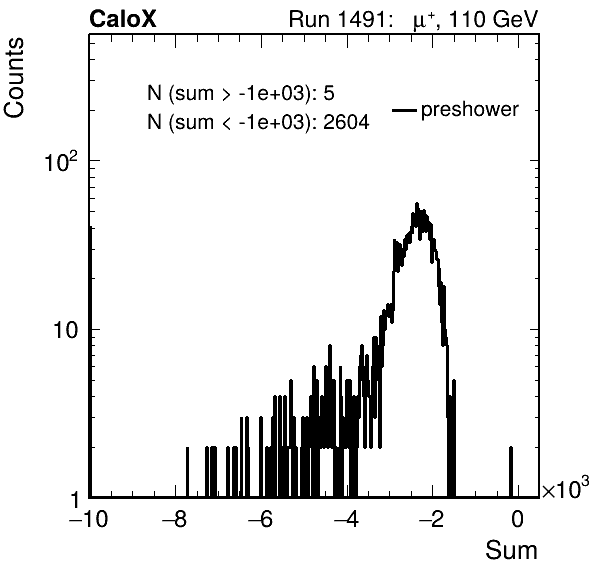 CaloX Run 1491: μ⁺, 110 GeV
Counts
N (sum > -1e+03): 5
N (sum < -1e+03): 2604
preshower
10²
10
1
−10 −8 −6 −4 −2 0 ×10³
Sum